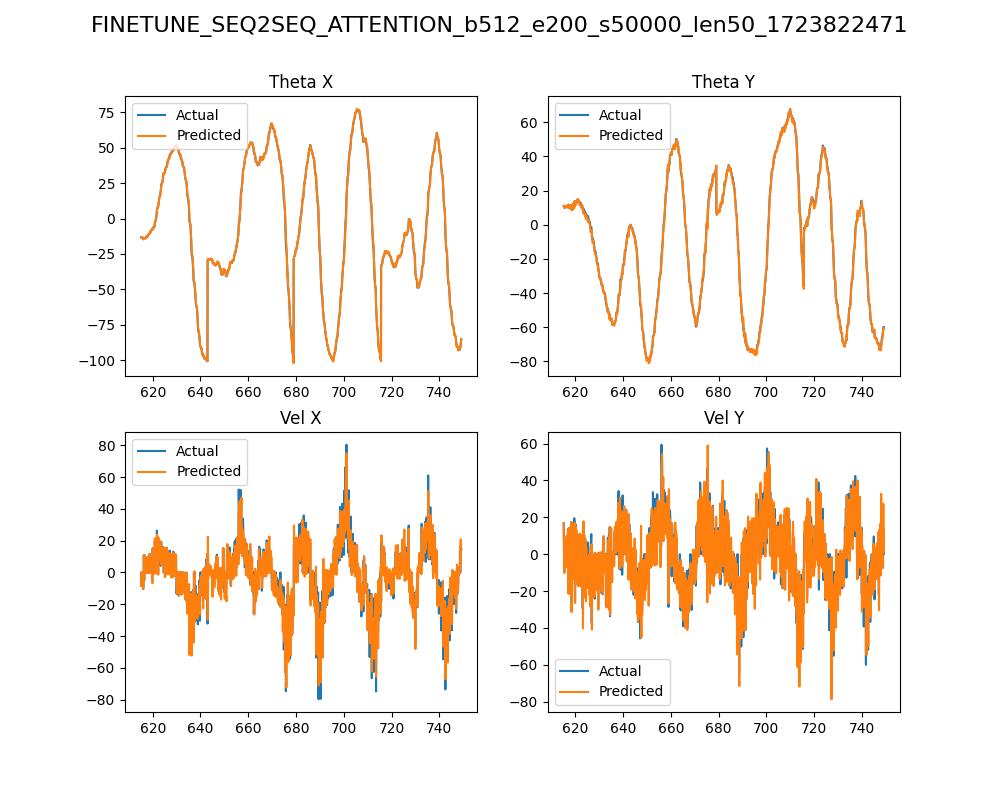 FINETUNE_SEQ2SEQ_ATTENTION_b512_e200_s50000_len50_1723822471
Theta X
75
50
25
0
−25
−50
−75
−100
620 640 660 680 700 720 740
Actual
Predicted
Theta Y
60
40
20
0
−20
−40
−60
−80
620 640 660 680 700 720 740
Actual
Predicted
Vel X
80
60
40
20
0
−20
−40
−60
−80
620 640 660 680 700 720 740
Actual
Predicted
Vel Y
60
40
20
0
−20
−40
−60
−80
620 640 660 680 700 720 740
Actual
Predicted